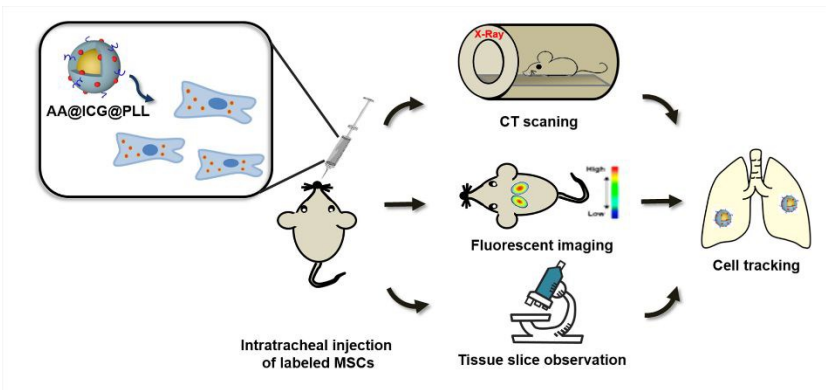 AA@ICG@PLL
Intratracheal injection
of labeled MSCs
X-Ray
CT scaning
High
Low
Fluorescent imaging
Tissue slice observation
Cell tracking